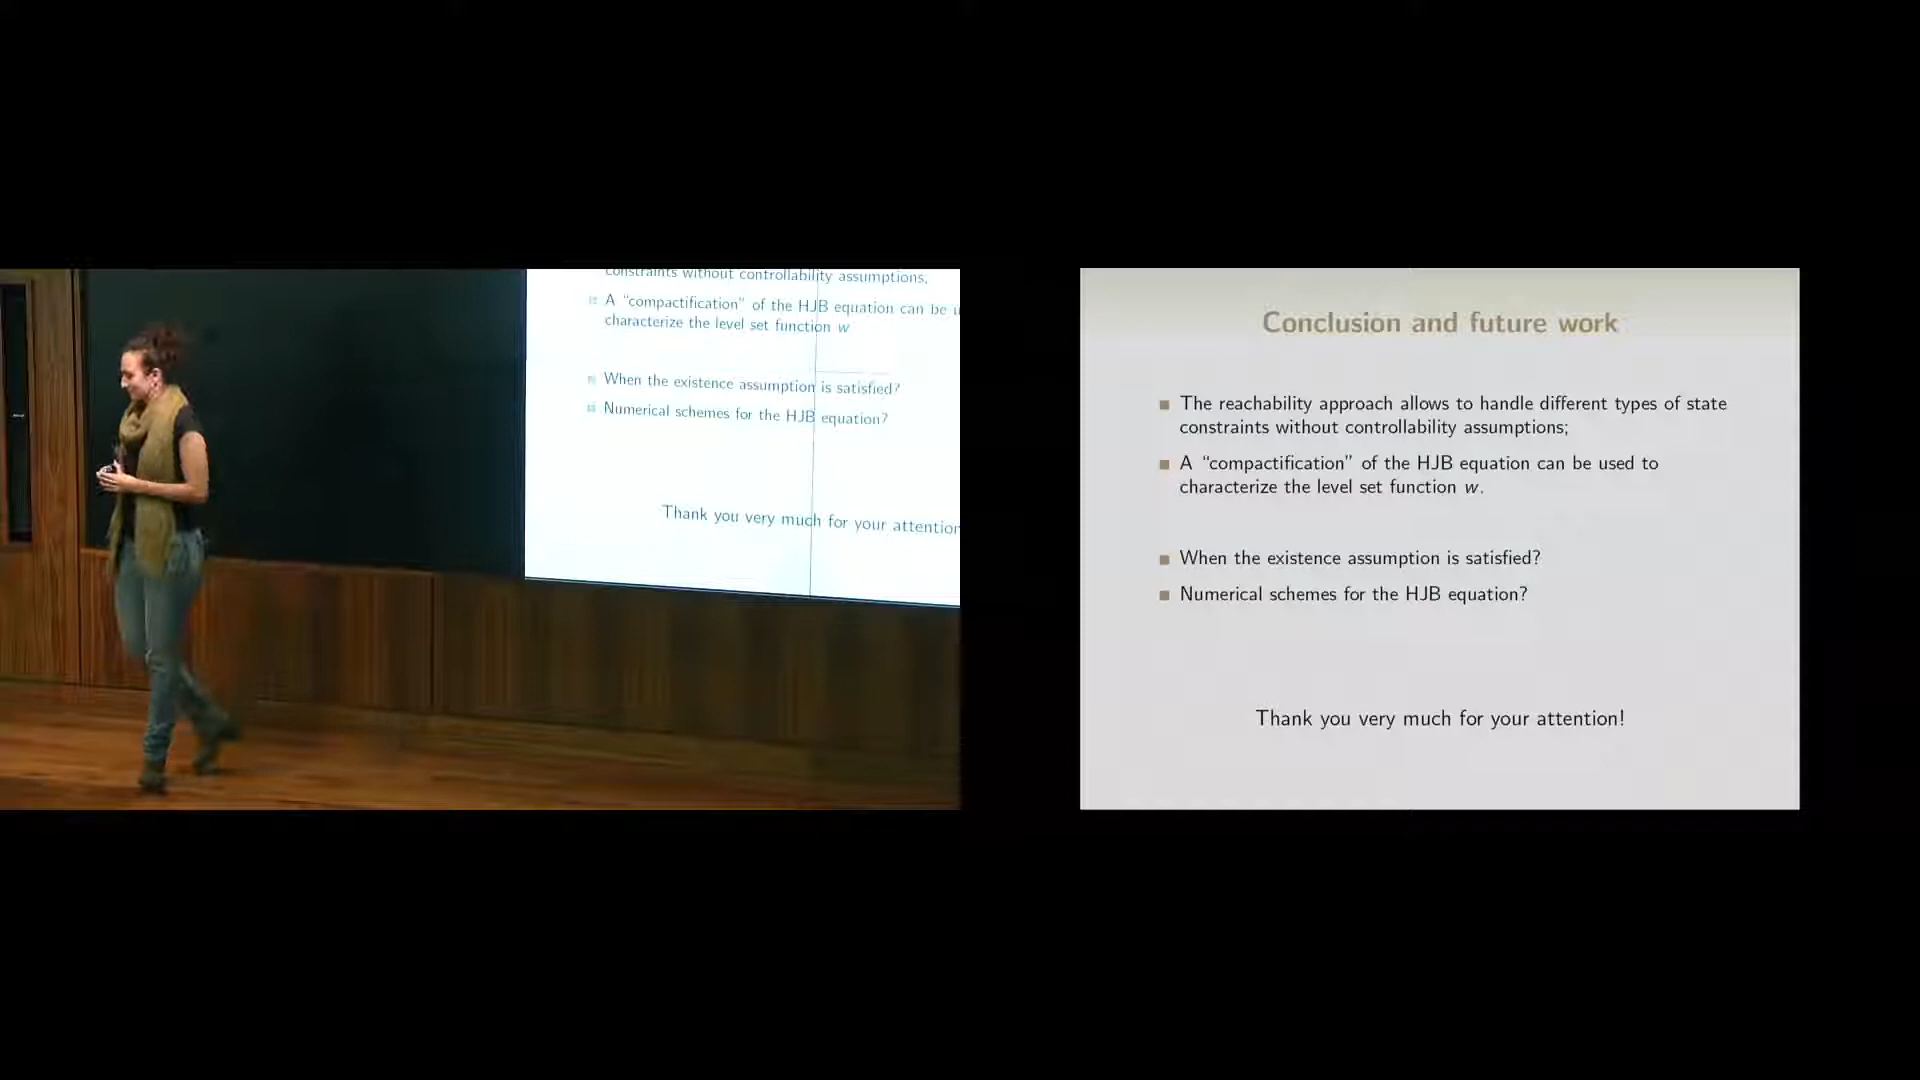 constraints without controllability assumptions;
A “compactification” of the HJB equation can be
characterize the level set function w
When the existence assumption is satisfied?
Numerical schemes for the HJB equation?
Thank you very much for your attention
Conclusion and future work
The reachability approach allows to handle different types of state
constraints without controllability assumptions;
A “compactification” of the HJB equation can be used to
characterize the level set function w.
When the existence assumption is satisfied?
Numerical schemes for the HJB equation?
Thank you very much for your attention!